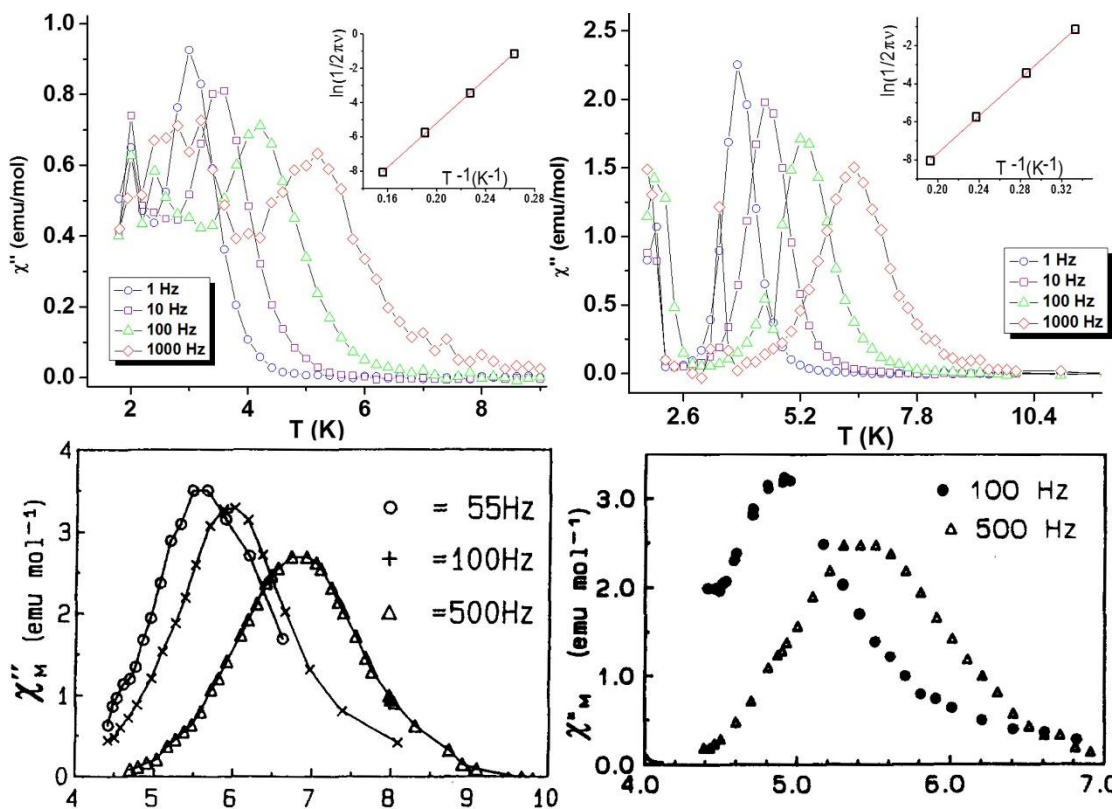 χ'' (emu/mol)
1.0
0.8
0.6
0.4
0.2
0.0
2 4 6 8
T (K)
1 Hz
10 Hz
100 Hz
1000 Hz
ln(1/2πν)
0
-2
-4
-6
-8
0.16 0.20 0.24 0.28
T -1 (K-1)
χ'' (emu/mol)
2.5
2.0
1.5
1.0
0.5
0.0
2.6 5.2 7.8 10.4
T (K)
1 Hz
10 Hz
100 Hz
1000 Hz
ln(1/2πν)
-2
-4
-6
-8
0.20 0.24 0.28 0.32
T -1 (K-1)
χ''M (emu mol-1)
4
3
2
1
0
4 5 6 7 8 9 10
= 55Hz
=100Hz
=500Hz
χ"M (emu mol-1)
3.0
2.0
1.0
0.0
4.0 5.0 6.0 7.0
100 Hz
500 Hz